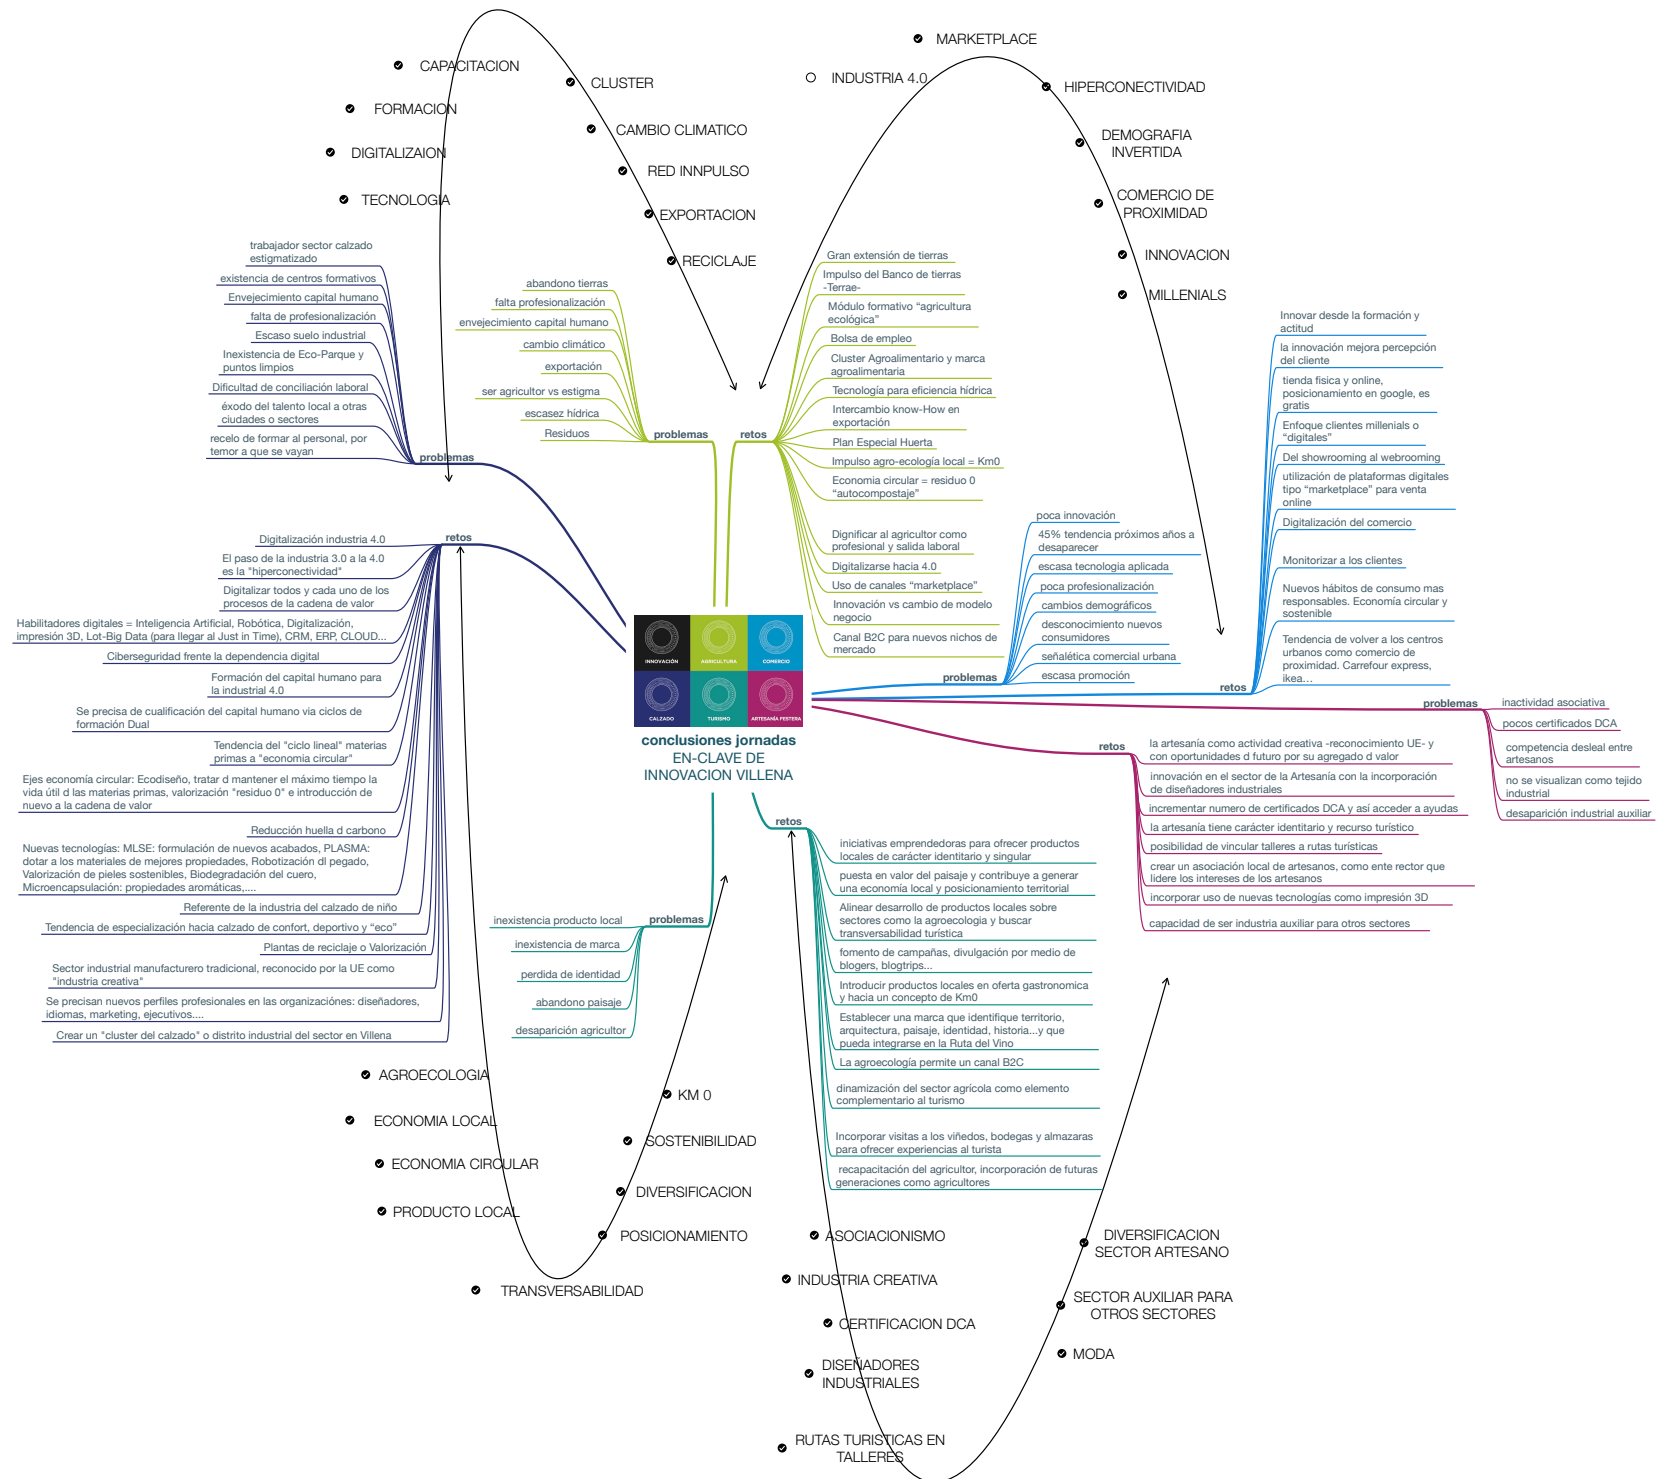 CAPACITACION
FORMACION
DIGITALIZAION
TECNOLOGIA
CLUSTER
CAMBIO CLIMATICO
RED INNPULSO
EXPORTACION
RECICLAJE
MARKETPLACE
INDUSTRIA 4.0
HIPERCONECTIVIDAD
DEMOGRAFIA
INVERTIDA
COMERCIO DE
PROXIMIDAD
INNOVACION
MILLENIALS
trabajador sector calzado
estigmatizado
existencia de centros formativos
Envejecimiento capital humano
falta de profesionalización
Escaso suelo industrial
Inexistencia de Eco-Parque y
puntos limpios
Dificultad de conciliación laboral
éxodo del talento local a otras
ciudades o sectores
recelo de formar al personal, por
temor a que se vayan
problemas
abandono tierras
falta profesionalización
envejecimiento capital humano
cambio climático
exportación
ser agricultor vs estigma
escasez hídrica
Residuos
problemas
retos
Gran extensión de tierras
Impulso del Banco de tierras
-Terrae-
Módulo formativo “agricultura
ecológica”
Bolsa de empleo
Cluster Agroalimentario y marca
agroalimentaria
Tecnología para eficiencia hídrica
Intercambio know-How en
exportación
Plan Especial Huerta
Impulso agro-ecología local = Km0
Economia circular = residuo 0
“autocompostaje”
Dignificar al agricultor como
profesional y salida laboral
Digitalizarse hacia 4.0
Uso de canales “marketplace”
Innovación vs cambio de modelo
negocio
Canal B2C para nuevos nichos de
mercado
Innovar desde la formación y
actitud
la innovación mejora percepción
del cliente
tienda fisica y online,
posicionamiento en google, es
gratis
Enfoque clientes millenials o
“digitales”
Del showrooming al webrooming
utilización de plataformas digitales
tipo “marketplace” para venta
online
Digitalización del comercio
Monitorizar a los clientes
Nuevos hábitos de consumo mas
responsables. Economía circular y
sostenible
Tendencia de volver a los centros
urbanos como comercio de
proximidad. Carrefour express,
ikea…
retos
poca innovación
45% tendencia próximos años a
desaparecer
escasa tecnologia aplicada
poca profesionalización
cambios demográficos
desconocimiento nuevos
consumidores
señalética comercial urbana
escasa promoción
problemas
retos
Digitalización industria 4.0
El paso de la industria 3.0 a la 4.0
es la "hiperconectividad"
Digitalizar todos y cada uno de los
procesos de la cadena de valor
Habilitadores digitales = Inteligencia Artificial, Robótica, Digitalización,
impresión 3D, Lot-Big Data (para llegar al Just in Time), CRM, ERP, CLOUD...
Ciberseguridad frente la dependencia digital
Formación del capital humano para
la industrial 4.0
Se precisa de cualificación del capital humano via ciclos de
formación Dual
Tendencia del "ciclo lineal" materias
primas a "economía circular"
Ejes economía circular: Ecodiseño, tratar d mantener el máximo tiempo la
vida útil d las materias primas, valorización "residuo 0" e introducción de
nuevo a la cadena de valor
Reducción huella d carbono
Nuevas tecnologías: MLSE: formulación de nuevos acabados, PLASMA:
dotar a los materiales de mejores propiedades, Robotización dl pegado,
Valorización de pieles sostenibles, Biodegradación del cuero,
Microencapsulación: propiedades aromáticas,....
Referente de la industria del calzado de niño
Tendencia de especialización hacia calzado de confort, deportivo y “eco”
Plantas de reciclaje o Valorización
Sector industrial manufacturero tradicional, reconocido por la UE como
"industria creativa"
Se precisan nuevos perfiles profesionales en las organizaciónes: diseñadores,
idiomas, marketing, ejecutivos....
Crear un "cluster del calzado" o distrito industrial del sector en Villena
INNOVACIÓN
AGRICULTURA
COMERCIO
CALZADO
TURISMO
ARTESANÍA FESTERA
conclusiones jornadas
EN-CLAVE DE
INNOVACION VILLENA
problemas
inactividad asociativa
pocos certificados DCA
competencia desleal entre
artesanos
no se visualizan como tejido
industrial
desaparición industrial auxiliar
retos
la artesanía como actividad creativa -reconocimiento UE- y
con oportunidades d futuro por su agregado d valor
innovación en el sector de la Artesanía con la incorporación
de diseñadores industriales
incrementar numero de certificados DCA y así acceder a ayudas
la artesanía tiene carácter identitario y recurso turístico
posibilidad de vincular talleres a rutas turísticas
crear un asociación local de artesanos, como ente rector que
lidere los intereses de los artesanos
incorporar uso de nuevas tecnologías como impresión 3D
capacidad de ser industria auxiliar para otros sectores
retos
iniciativas emprendedoras para ofrecer productos
locales de carácter identitario y singular
puesta en valor del paisaje y contribuye a generar
una economía local y posicionamiento territorial
Alinear desarrollo de productos locales sobre
sectores como la agroecologia y buscar
transversabilidad turística
fomento de campañas, divulgación por medio de
blogers, blogtrips...
Introducir productos locales en oferta gastronomica
y hacia un concepto de Km0
Establecer una marca que identifique territorio,
arquitectura, paisaje, identidad, historia...y que
pueda integrarse en la Ruta del Vino
La agroecología permite un canal B2C
dinamización del sector agrícola como elemento
complementario al turismo
Incorporar visitas a los viñedos, bodegas y almazaras
para ofrecer experiencias al turista
recapacitación del agricultor, incorporación de futuras
generaciones como agricultores
problemas
inexistencia producto local
inexistencia de marca
perdida de identidad
abandono paisaje
desaparición agricultor
AGROECOLOGIA
ECONOMIA LOCAL
ECONOMIA CIRCULAR
PRODUCTO LOCAL
TRANSVERSABILIDAD
KM 0
SOSTENIBILIDAD
DIVERSIFICACION
POSICIONAMIENTO
ASOCIACIONISMO
INDUSTRIA CREATIVA
CERTIFICACION DCA
DISEÑADORES
INDUSTRIALES
RUTAS TURISTICAS EN
TALLERES
DIVERSIFICACION
SECTOR ARTESANO
SECTOR AUXILIAR PARA
OTROS SECTORES
MODA